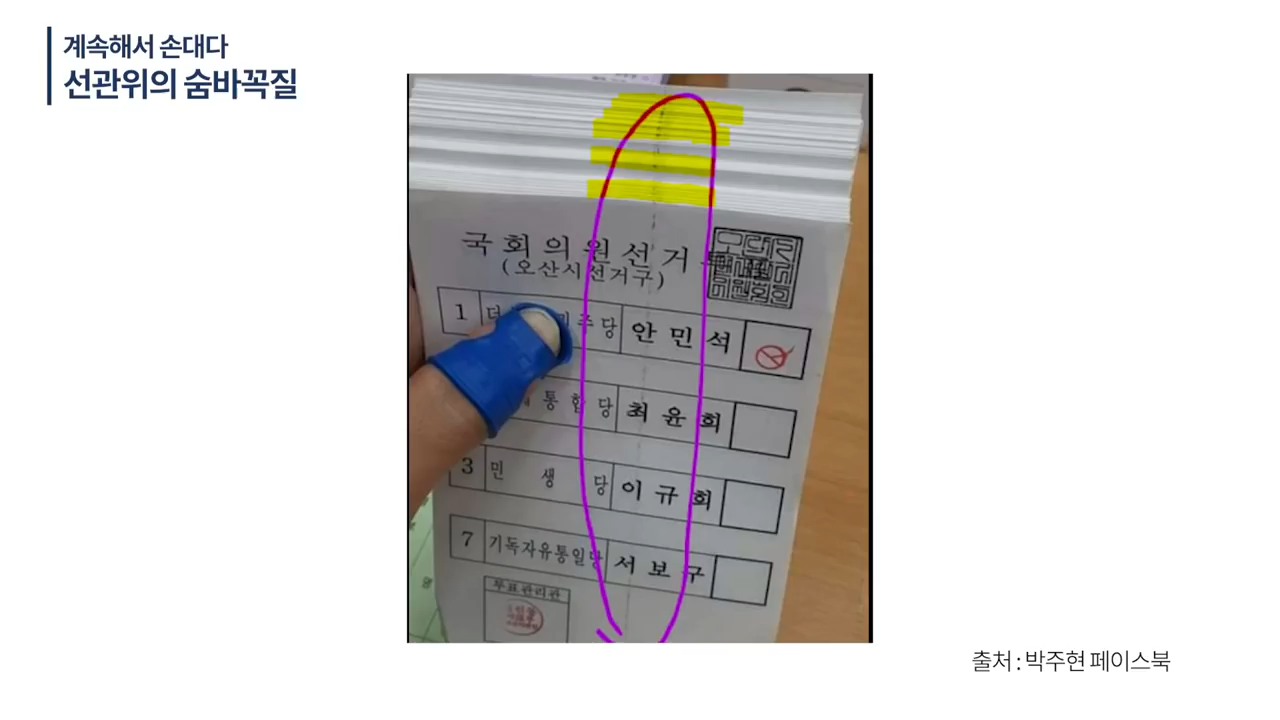 계속해서 손대다
선관위의 숨바꼭질
국회의원선거
(오산시선거구)
1 민주당 안민석
통합당 최윤희
3 민생당 이규희
7 기독자유통일당 서보구
투표관리관
출처 : 박주현 페이스북